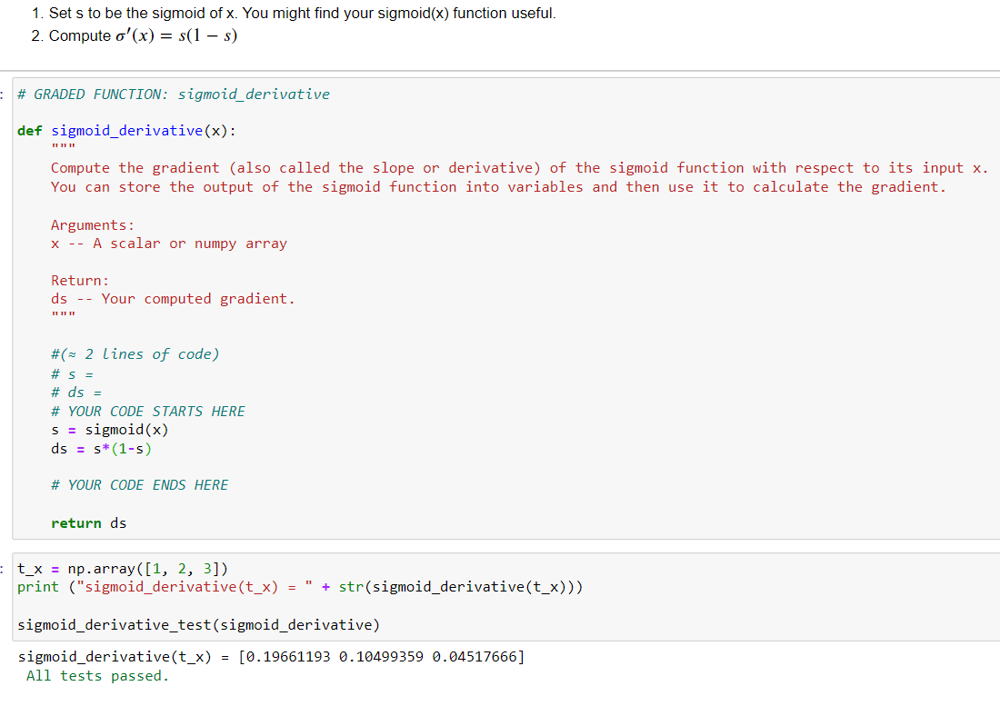 1. Set s to be the sigmoid of x. You might find your sigmoid(x) function useful.
2. Compute σ′(x) = s(1 − s)
: # GRADED FUNCTION: sigmoid_derivative
def sigmoid_derivative(x):
"""
Compute the gradient (also called the slope or derivative) of the sigmoid function with respect to its input x.
You can store the output of the sigmoid function into variables and then use it to calculate the gradient.
Arguments:
x -- A scalar or numpy array
Return:
ds -- Your computed gradient.
"""
#(≈ 2 lines of code)
# s =
# ds =
# YOUR CODE STARTS HERE
s = sigmoid(x)
ds = s*(1-s)
# YOUR CODE ENDS HERE
return ds
: t_x = np.array([1, 2, 3])
print ("sigmoid_derivative(t_x) = " + str(sigmoid_derivative(t_x)))
sigmoid_derivative_test(sigmoid_derivative)
sigmoid_derivative(t_x) = [0.19661193 0.10499359 0.04517666]
All tests passed.